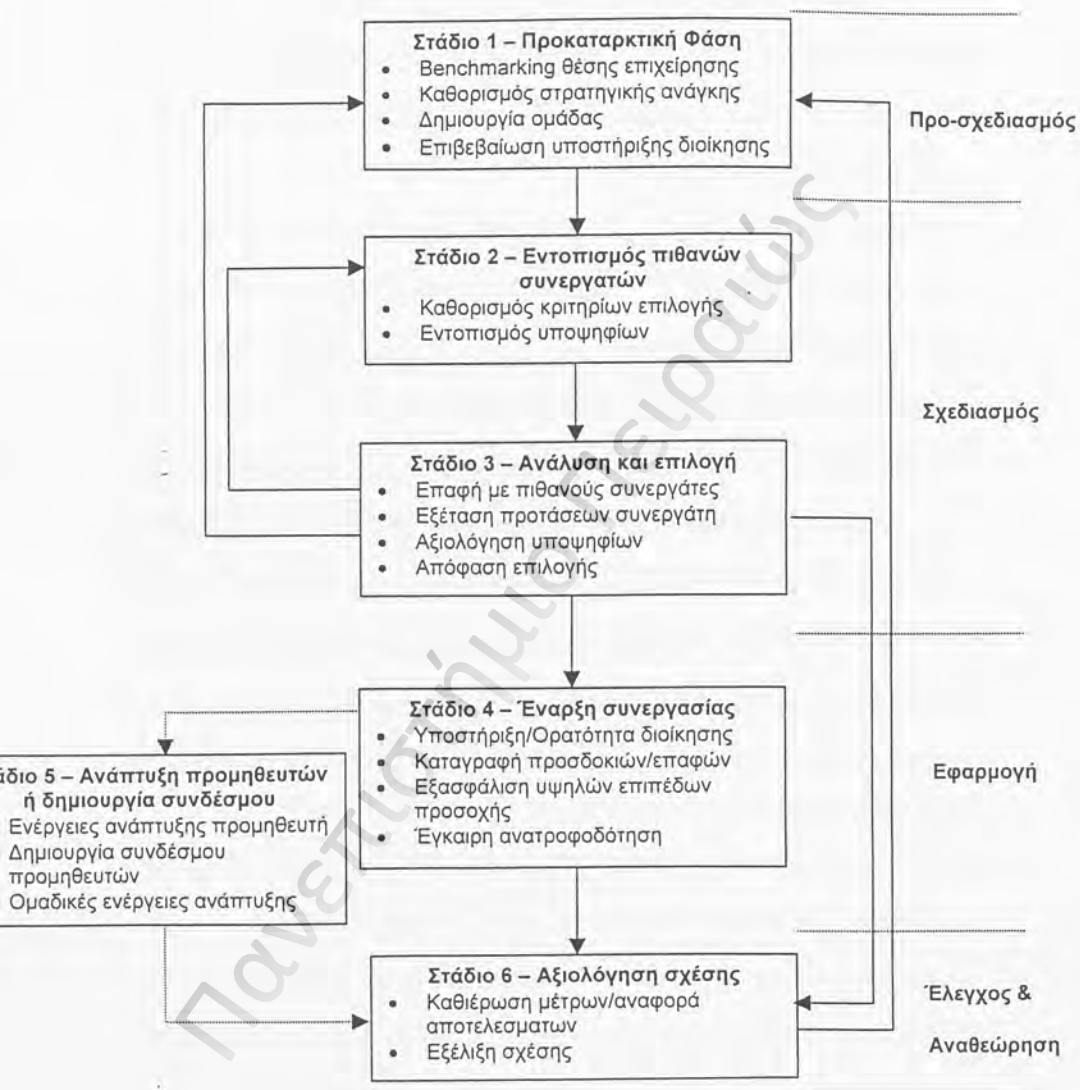 Στάδιο 1 – Προκαταρκτική Φάση
• Benchmarking θέσης επιχείρησης
• Καθορισμός στρατηγικής ανάγκης
• Δημιουργία ομάδας
• Επιβεβαίωση υποστήριξης διοίκησης
Προ-σχεδιασμός
Στάδιο 2 – Εντοπισμός πιθανών
συνεργατών
• Καθορισμός κριτηρίων επιλογής
• Εντοπισμός υποψηφίων
Σχεδιασμός
Στάδιο 3 – Ανάλυση και επιλογή
• Επαφή με πιθανούς συνεργάτες
• Εξέταση προτάσεων συνεργάτη
• Αξιολόγηση υποψηφίων
• Απόφαση επιλογής
Στάδιο 4 – Έναρξη συνεργασίας
• Υποστήριξη/Ορατότητα διοίκησης
• Καταγραφή προσδοκιών/επαφών
• Εξασφάλιση υψηλών επιπέδων
προσοχής
• Έγκαιρη ανατροφοδότηση
Εφαρμογή
άδιο 5 – Ανάπτυξη προμηθευτών
ή δημιουργία συνδέσμου
Ενέργειες ανάπτυξης προμηθευτή
Δημιουργία συνδέσμου
προμηθευτών
Ομαδικές ενέργειες ανάπτυξης
Στάδιο 6 – Αξιολόγηση σχέσης
• Καθιέρωση μέτρων/αναφορά
αποτελεσματων
• Εξέλιξη σχέσης
Έλεγχος &
Αναθεώρηση
Πανεπιστήμιο Πειραιώς